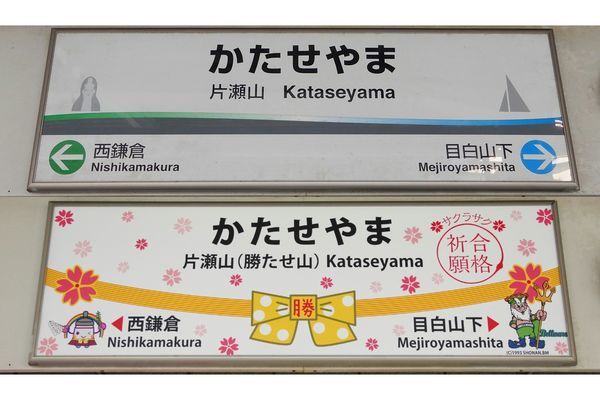 かたせやま
片瀬山 Kataseyama
西鎌倉
Nishikamakura
目白山下
Mejiroyamashita
かたせやま
片瀬山(勝たせ山) Kataseyama
サクラサク
合格
祈願
勝
西鎌倉
Nishikamakura
目白山下
Mejiroyamashita
Bellmare
(C)1993 SHONAN.BM